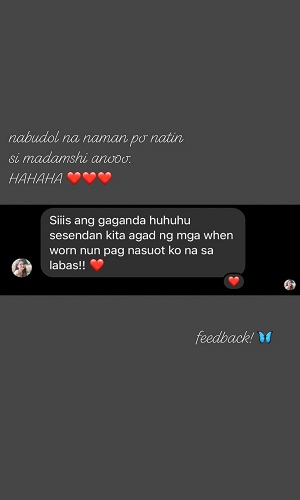 nabudol na naman po natin
si madamshi anooo.
HAHAHA ❤️❤️❤️
Siiis ang gaganda huhuhu
sesendan kita agad ng mga when
worn nun pag nasuot ko na sa
labas!! ❤️
❤️
feedback! 🦋